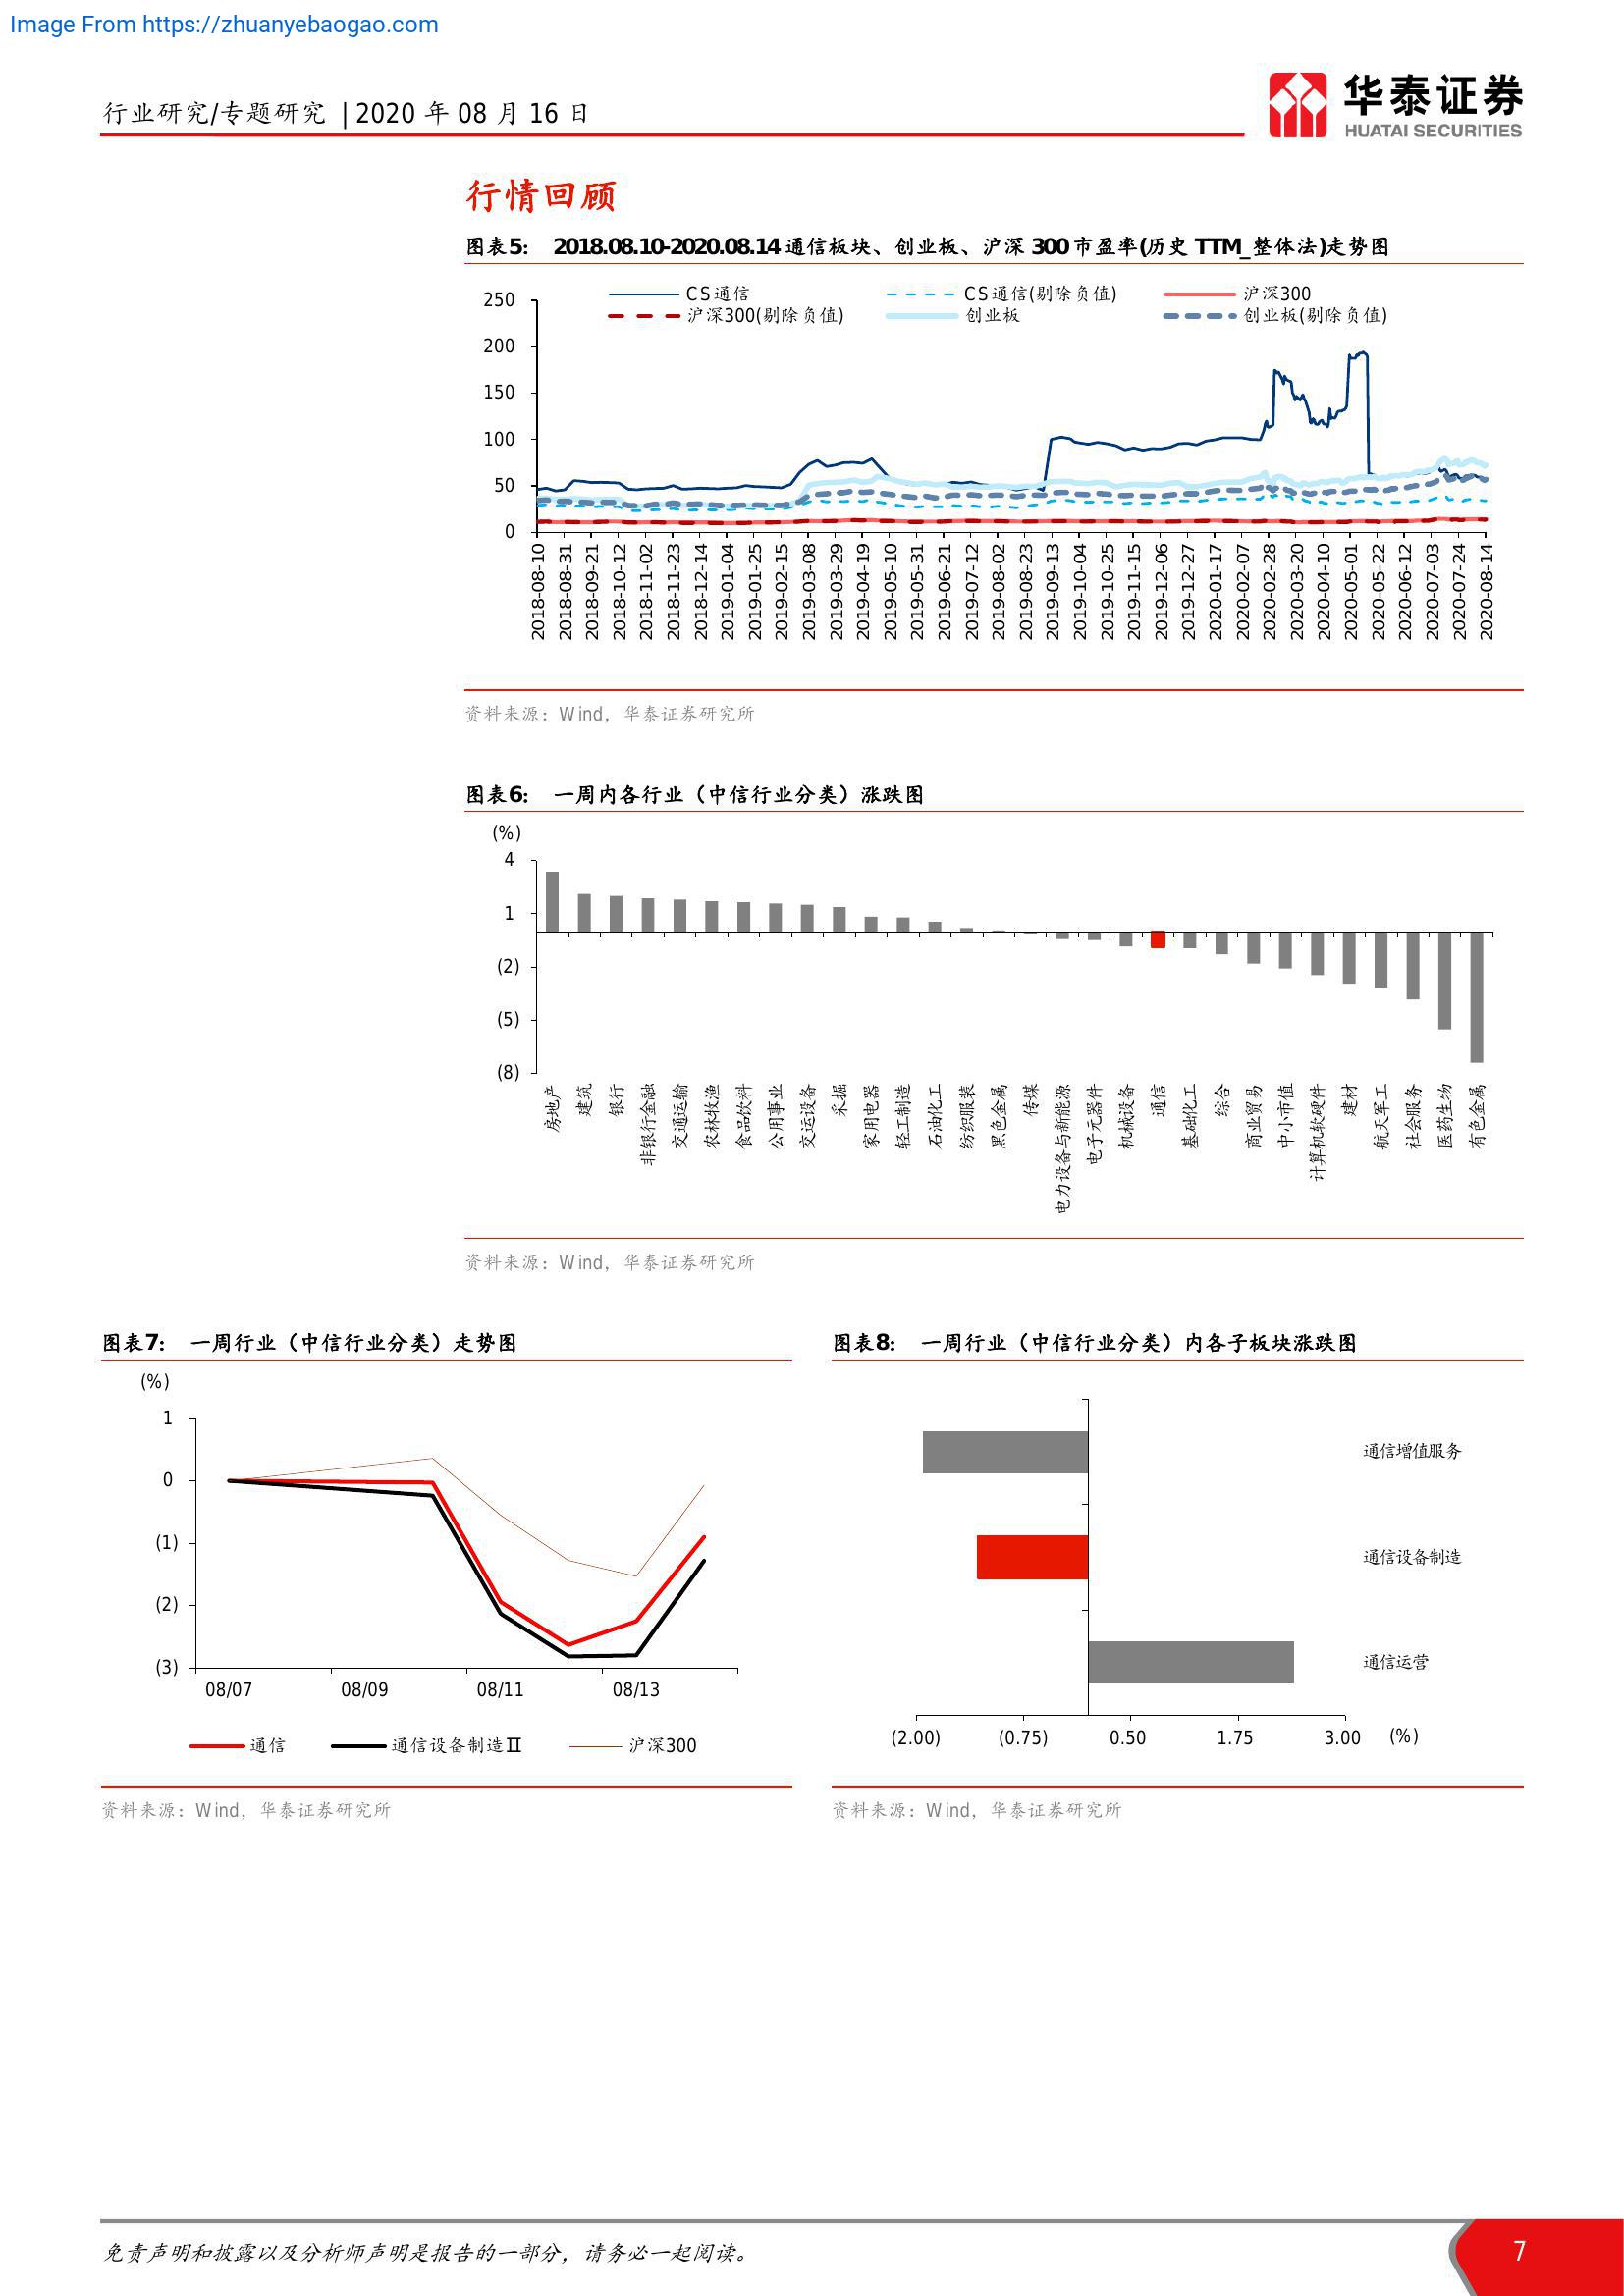 Image From https://zhuanyebaogao.com
行业研究/专题研究 | 2020 年 08 月 16 日
华泰证券
HUATAI SECURITIES
行情回顾
图表5: 2018.08.10-2020.08.14 通信板块、创业板、沪深 300 市盈率(历史 TTM_整体法)走势图
CS通信 CS通信(剔除负值) 沪深300
沪深300(剔除负值) 创业板 创业板(剔除负值)
250
200
150
100
50
0
2018-08-10 2018-08-31 2018-09-21 2018-10-12 2018-11-02 2018-11-23 2018-12-14 2019-01-04 2019-01-25 2019-02-15 2019-03-08 2019-03-29 2019-04-19 2019-05-10 2019-05-31 2019-06-21 2019-07-12 2019-08-02 2019-08-23 2019-09-13 2019-10-04 2019-10-25 2019-11-15 2019-12-06 2019-12-27 2020-01-17 2020-02-07 2020-02-28 2020-03-20 2020-04-10 2020-05-01 2020-05-22 2020-06-12 2020-07-03 2020-07-24 2020-08-14
资料来源: Wind, 华泰证券研究所
图表6: 一周内各行业（中信行业分类）涨跌图
(%)
4
1
(2)
(5)
(8)
房地产 建筑 银行 非银行金融 交通运输 农林牧渔 食品饮料 公用事业 交运设备 采掘 家用电器 轻工制造 石油化工 纺织服装 黑色金属 传媒 电力设备与新能源 电子元器件 机械设备 通信 基础化工 综合 商业贸易 中小市值 计算机软硬件 建材 航天军工 社会服务 医药生物 有色金属
资料来源: Wind, 华泰证券研究所
图表7: 一周行业（中信行业分类）走势图
(%)
1
0
(1)
(2)
(3)
08/07 08/09 08/11 08/13
通信 通信设备制造Ⅱ 沪深300
资料来源: Wind, 华泰证券研究所
图表8: 一周行业（中信行业分类）内各子板块涨跌图
通信增值服务
通信设备制造
通信运营
(2.00) (0.75) 0.50 1.75 3.00 (%)
资料来源: Wind, 华泰证券研究所
免责声明和披露以及分析师声明是报告的一部分，请务必一起阅读。
7